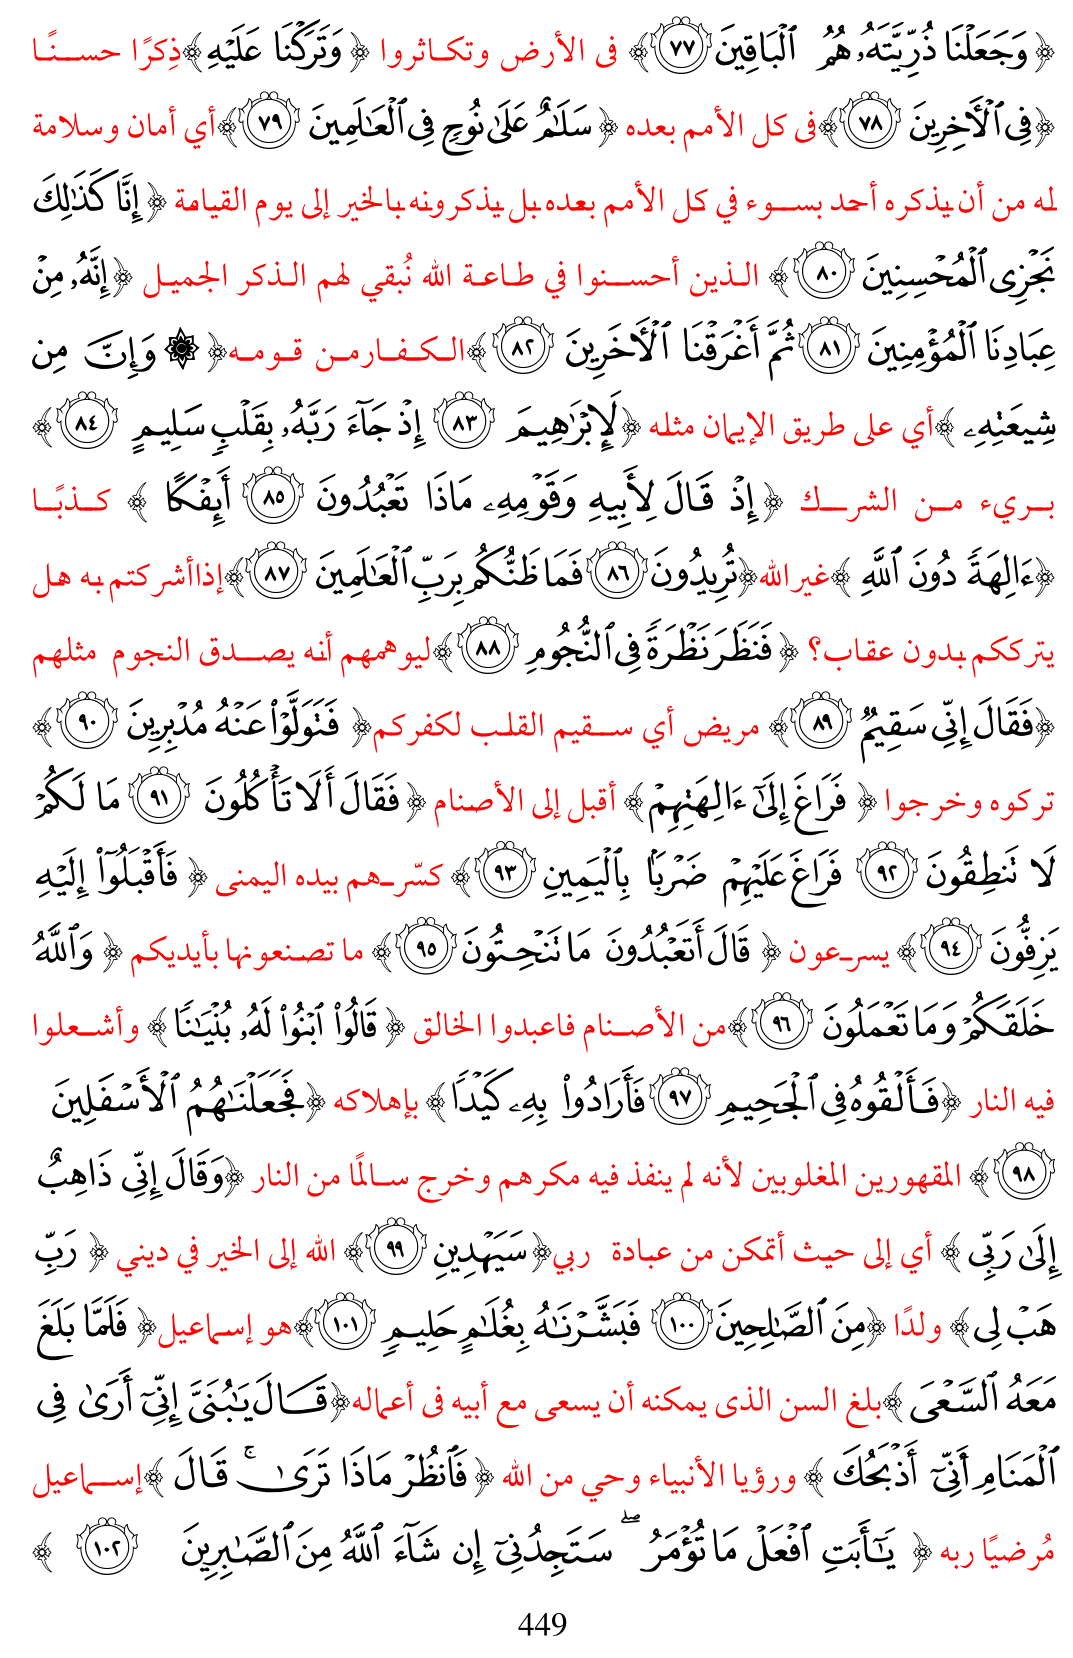 ﴿ وَجَعَلْنَا ذُرِّيَّتَهُۥ هُمُ ٱلْبَاقِينَ ٧٧ ﴾ فى الأرض وتكاثروا ﴿ وَتَرَكْنَا عَلَيْهِ ﴾ذِكرًا حسنًا
﴿فِى ٱلْأَخِرِينَ ٧٨ ﴾فى كل الأمم بعده ﴿ سَلَٰمٌ عَلَىٰ نُوحٍ فِى ٱلْعَٰلَمِينَ ٧٩ ﴾أي أمان وسلامة
له من أن يذكره أحد بسوء في كل الأمم بعده بل يذكرونه بالخير إلى يوم القيامة ﴿ إِنَّا كَذَٰلِكَ
نَجْزِى ٱلْمُحْسِنِينَ ٨٠ ﴾ الذين أحسنوا في طاعة الله نُبقي لهم الذكر الجميل ﴿إِنَّهُۥ مِنْ
عِبَادِنَا ٱلْمُؤْمِنِينَ ٨١ ثُمَّ أَغْرَقْنَا ٱلْأَخَرِينَ ٨٢ ﴾الكفارمن قومه﴿ ۞ وَإِنَّ مِن
شِيعَتِهِۦ ﴾أي على طريق الإيمان مثله ﴿لَإِبْرَٰهِيمَ ٨٣ إِذْ جَآءَ رَبَّهُۥ بِقَلْبٍ سَلِيمٍ ٨٤ ﴾
بريء من الشرك ﴿ إِذْ قَالَ لِأَبِيهِ وَقَوْمِهِۦ مَاذَا تَعْبُدُونَ ٨٥ أَئِفْكًا ﴾ كذبًا
﴿ءَالِهَةً دُونَ ٱللَّهِ ﴾غير الله﴿تُرِيدُونَ ٨٦ فَمَا ظَنُّكُم بِرَبِّ ٱلْعَٰلَمِينَ ٨٧ ﴾إذاأشركتم به هل
يترككم بدون عقاب؟ ﴿ فَنَظَرَ نَظْرَةً فِى ٱلنُّجُومِ ٨٨ ﴾ليوهمهم أنه يصدق النجوم مثلهم
﴿فَقَالَ إِنِّى سَقِيمٌ ٨٩ ﴾ مريض أي سقيم القلب لكفركم﴿ فَتَوَلَّوْا۟ عَنْهُ مُدْبِرِينَ ٩٠ ﴾
تركوه وخرجوا ﴿ فَرَاغَ إِلَىٰٓ ءَالِهَتِهِمْ﴾ أقبل إلى الأصنام ﴿ فَقَالَ أَلَا تَأْكُلُونَ ٩١ مَا لَكُمْ
لَا تَنطِقُونَ ٩٢ فَرَاغَ عَلَيْهِمْ ضَرْبًۢا بِٱلْيَمِينِ ٩٣ ﴾ كسّرهم بيده اليمنى ﴿ فَأَقْبَلُوٓا۟ إِلَيْهِ
يَزِفُّونَ ٩٤ ﴾ يسرعون ﴿ قَالَ أَتَعْبُدُونَ مَا تَنْحِتُونَ ٩٥ ﴾ ما تصنعونها بأيديكم ﴿ وَٱللَّهُ
خَلَقَكُمْ وَمَا تَعْمَلُونَ ٩٦ ﴾من الأصنام فاعبدوا الخالق ﴿ قَالُوا۟ ٱبْنُوا۟ لَهُۥ بُنْيَٰنًا ﴾ وأشعلوا
فيه النار ﴿فَأَلْقُوهُ فِى ٱلْجَحِيمِ ٩٧ فَأَرَادُوا۟ بِهِۦ كَيْدًا ﴾ بإهلاكه ﴿فَجَعَلْنَٰهُمُ ٱلْأَسْفَلِينَ
٩٨ ﴾ المقهورين المغلوبين لأنه لم ينفذ فيه مكرهم وخرج سالمًا من النار ﴿وَقَالَ إِنِّى ذَاهِبٌ
إِلَىٰ رَبِّى ﴾ أي إلى حيث أتمكن من عبادة ربي﴿ سَيَهْدِينِ ٩٩ ﴾ الله إلى الخير في ديني ﴿ رَبِّ
هَبْ لِى ﴾ ولدًا ﴿مِنَ ٱلصَّٰلِحِينَ ١٠٠ فَبَشَّرْنَٰهُ بِغُلَٰمٍ حَلِيمٍ ١٠١ ﴾هو إسماعيل﴿ فَلَمَّا بَلَغَ
مَعَهُ ٱلسَّعْىَ ﴾بلغ السن الذى يمكنه أن يسعى مع أبيه فى أعماله﴿قَالَ يَٰبُنَىَّ إِنِّىٓ أَرَىٰ فِى
ٱلْمَنَامِ أَنِّىٓ أَذْبَحُكَ ﴾ ورؤيا الأنبياء وحي من الله ﴿ فَٱنظُرْ مَاذَا تَرَىٰ ۚ قَالَ ﴾إسماعيل
مُرضيًا ربه ﴿ يَٰٓأَبَتِ ٱفْعَلْ مَا تُؤْمَرُ ۖ سَتَجِدُنِىٓ إِن شَآءَ ٱللَّهُ مِنَ ٱلصَّٰبِرِينَ ١٠٢ ﴾
449